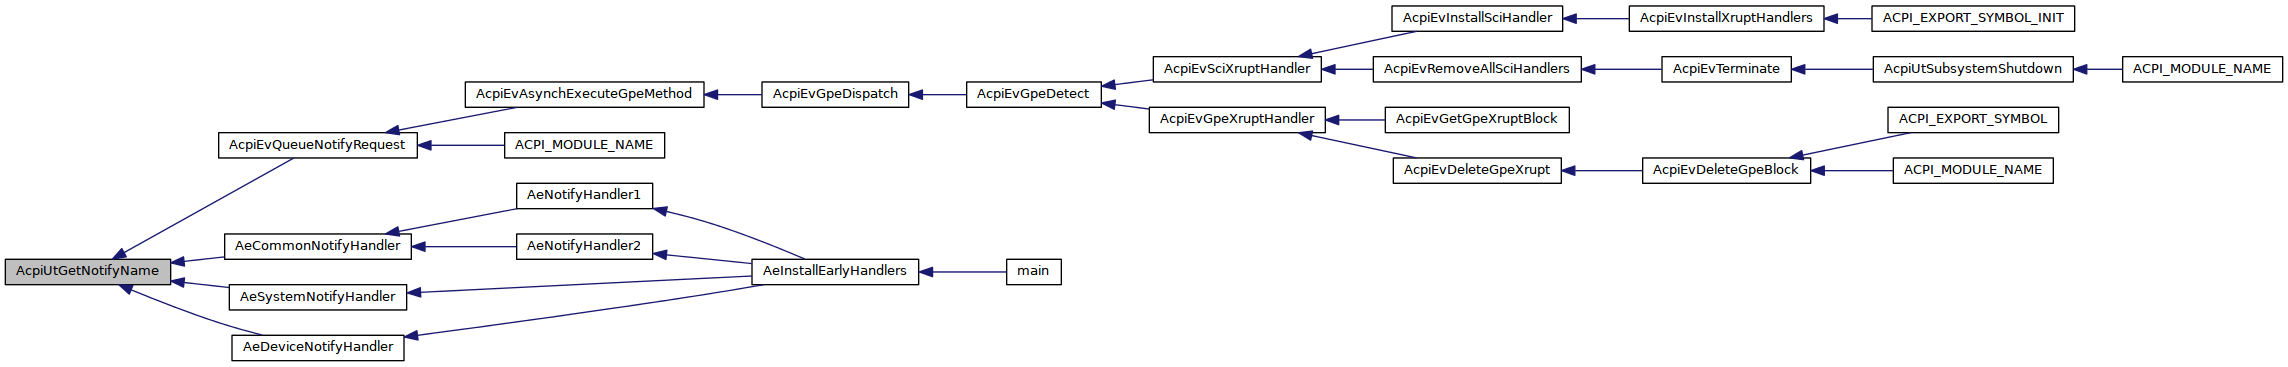 AcpiEvInstallSciHandler
AcpiEvInstallXruptHandlers
ACPI_EXPORT_SYMBOL_INIT
AcpiEvSciXruptHandler
AcpiEvRemoveAllSciHandlers
AcpiEvTerminate
AcpiUtSubsystemShutdown
ACPI_MODULE_NAME
AcpiEvAsynchExecuteGpeMethod
AcpiEvGpeDispatch
AcpiEvGpeDetect
AcpiEvGpeXruptHandler
AcpiEvGetGpeXruptBlock
ACPI_EXPORT_SYMBOL
AcpiEvQueueNotifyRequest
ACPI_MODULE_NAME
AcpiEvDeleteGpeXrupt
AcpiEvDeleteGpeBlock
ACPI_MODULE_NAME
AeNotifyHandler1
AeCommonNotifyHandler
AeNotifyHandler2
AcpiUtGetNotifyName
AeInstallEarlyHandlers
main
AeSystemNotifyHandler
AeDeviceNotifyHandler